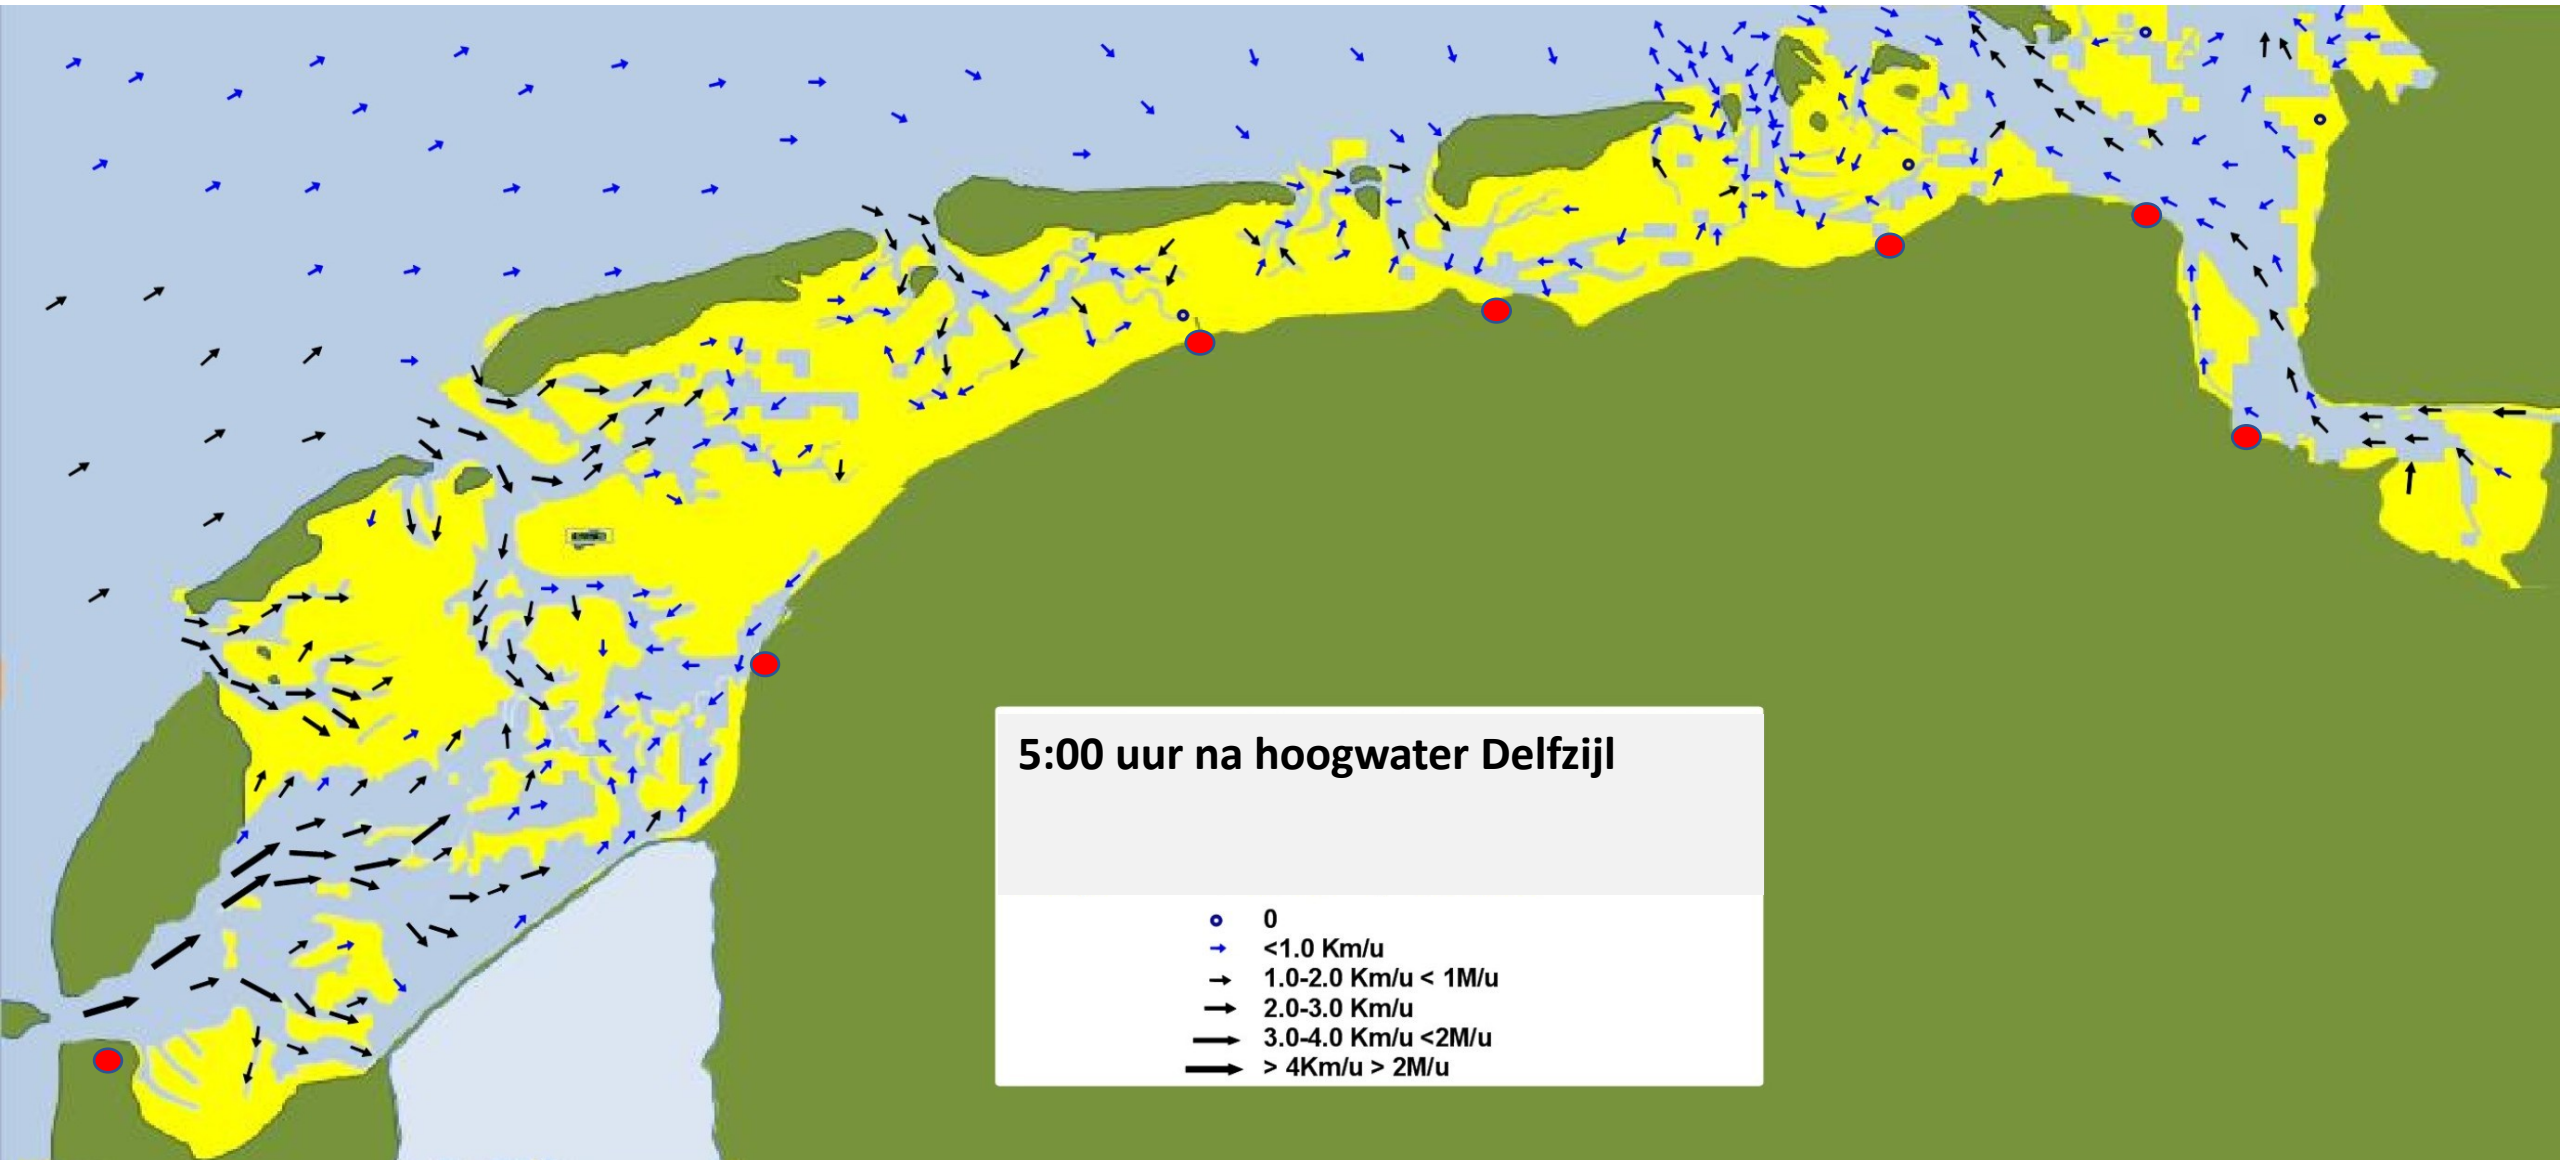 5:00 uur na hoogwater Delfzijl
0
<1.0 Km/u
1.0-2.0 Km/u < 1M/u
2.0-3.0 Km/u
3.0-4.0 Km/u <2M/u
> 4Km/u > 2M/u